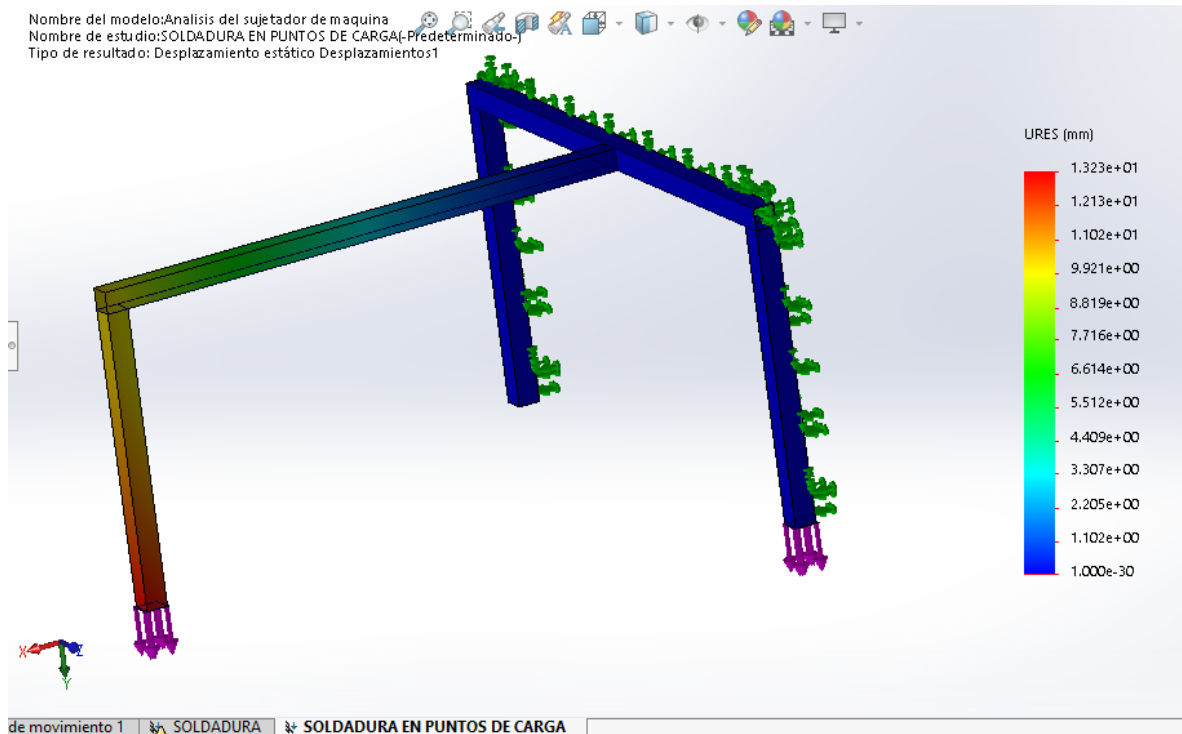 Nombre del modelo:Analisis del sujetador de maquina
Nombre de estudio:SOLDADURA EN PUNTOS DE CARGA(-Predeterminado-)
Tipo de resultado: Desplazamiento estático Desplazamientos1
URES (mm)
1.323e+01
1.213e+01
1.102e+01
9.921e+00
8.819e+00
7.716e+00
6.614e+00
5.512e+00
4.409e+00
3.307e+00
2.205e+00
1.102e+00
1.000e-30
X
Z
Y
de movimiento 1 SOLDADURA SOLDADURA EN PUNTOS DE CARGA